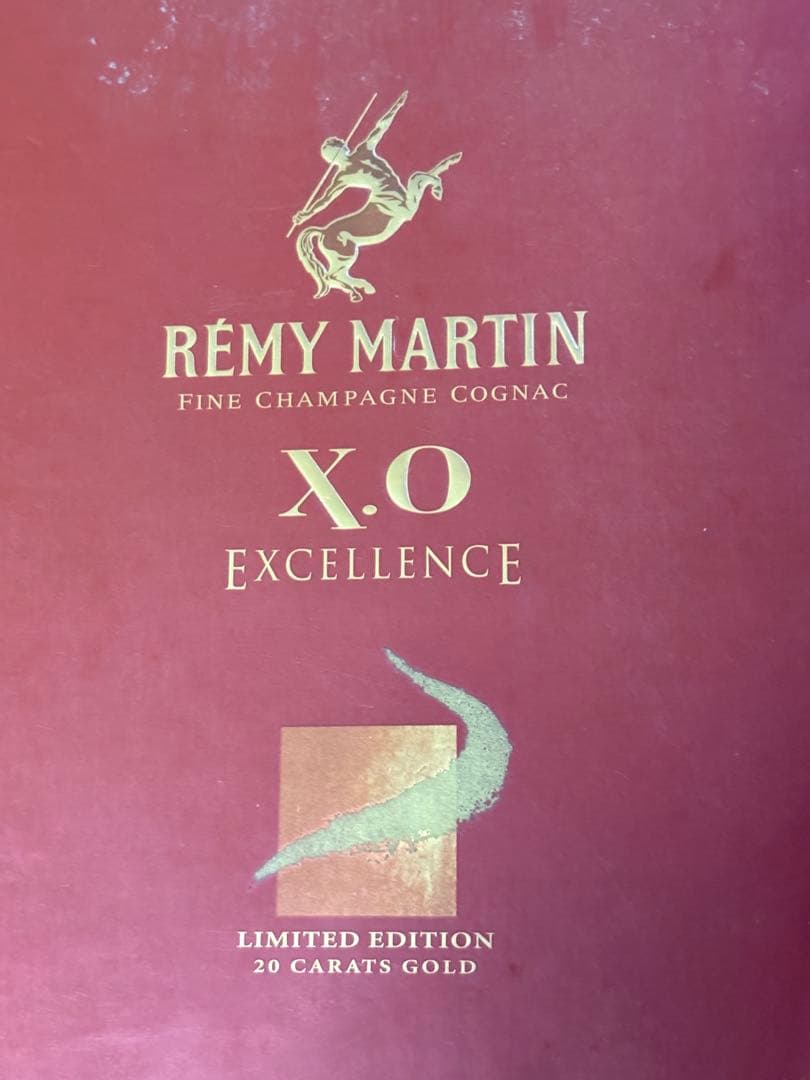 RÉMY MARTIN
FINE CHAMPAGNE COGNAC
X.O
EXCELLENCE
LIMITED EDITION
20 CARATS GOLD